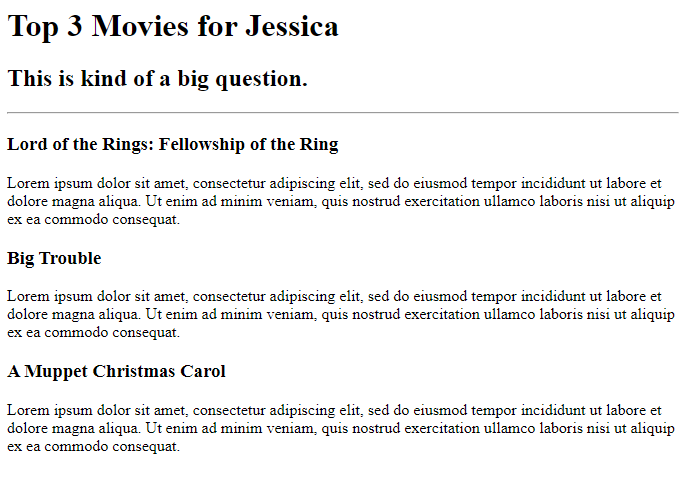 Top 3 Movies for Jessica
This is kind of a big question.
Lord of the Rings: Fellowship of the Ring
Lorem ipsum dolor sit amet, consectetur adipiscing elit, sed do eiusmod tempor incididunt ut labore et
dolore magna aliqua. Ut enim ad minim veniam, quis nostrud exercitation ullamco laboris nisi ut aliquip
ex ea commodo consequat.
Big Trouble
Lorem ipsum dolor sit amet, consectetur adipiscing elit, sed do eiusmod tempor incididunt ut labore et
dolore magna aliqua. Ut enim ad minim veniam, quis nostrud exercitation ullamco laboris nisi ut aliquip
ex ea commodo consequat.
A Muppet Christmas Carol
Lorem ipsum dolor sit amet, consectetur adipiscing elit, sed do eiusmod tempor incididunt ut labore et
dolore magna aliqua. Ut enim ad minim veniam, quis nostrud exercitation ullamco laboris nisi ut aliquip
ex ea commodo consequat.